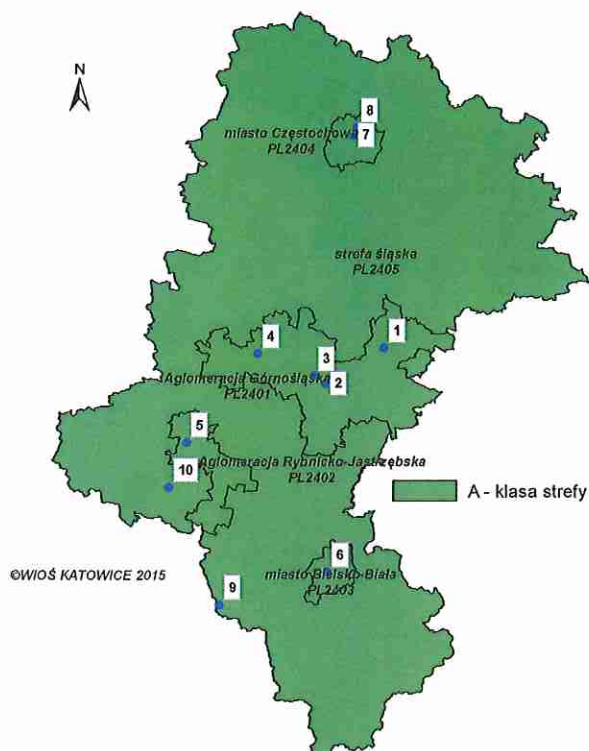 N
8
miasto Częstochowa
7
PL2404
strefa śląska
PL2405
1
4
3
Aglomeracja Górnośląska
2
PL2401
5
Aglomeracja Rybnicko-Jastrzębska
10
PL2402
A - klasa strefy
6
©WIOŚ KATOWICE 2015
miasto Bielsko-Biała
PL2403
9